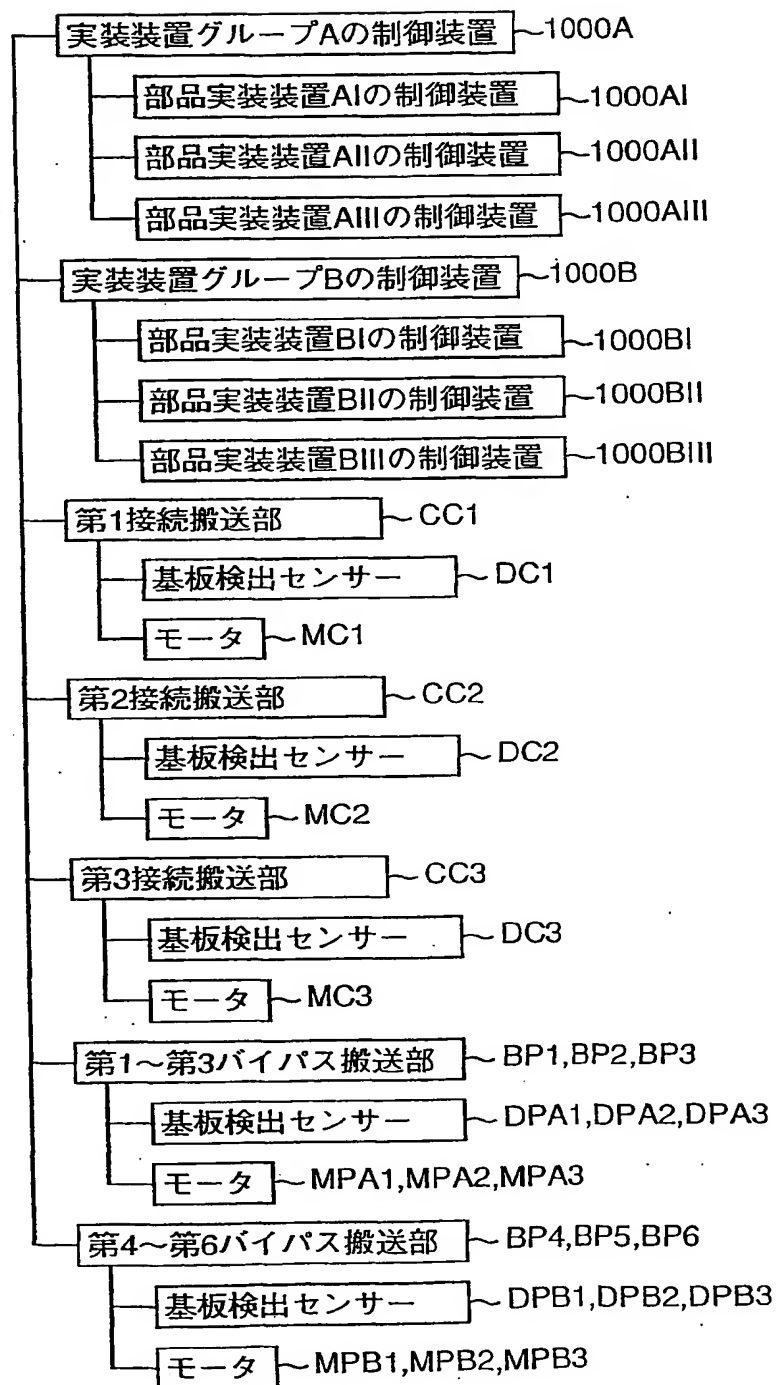 実装装置グループAの制御装置 ~1000A
部品実装装置AIの制御装置 ~1000AI
部品実装装置AIIの制御装置 ~1000AII
部品実装装置AIIIの制御装置 ~1000AIII
実装装置グループBの制御装置 ~1000B
部品実装装置BIの制御装置 ~1000BI
部品実装装置BIIの制御装置 ~1000BII
部品実装装置BIIIの制御装置 ~1000BIII
第1接続搬送部 ~CC1
基板検出センサー ~DC1
モータ ~MC1
第2接続搬送部 ~CC2
基板検出センサー ~DC2
モータ ~MC2
第3接続搬送部 ~CC3
基板検出センサー ~DC3
モータ ~MC3
第1～第3バイパス搬送部 ~BP1,BP2,BP3
基板検出センサー ~DPA1,DPA2,DPA3
モータ ~MPA1,MPA2,MPA3
第4～第6バイパス搬送部 ~BP4,BP5,BP6
基板検出センサー ~DPB1,DPB2,DPB3
モータ ~MPB1,MPB2,MPB3